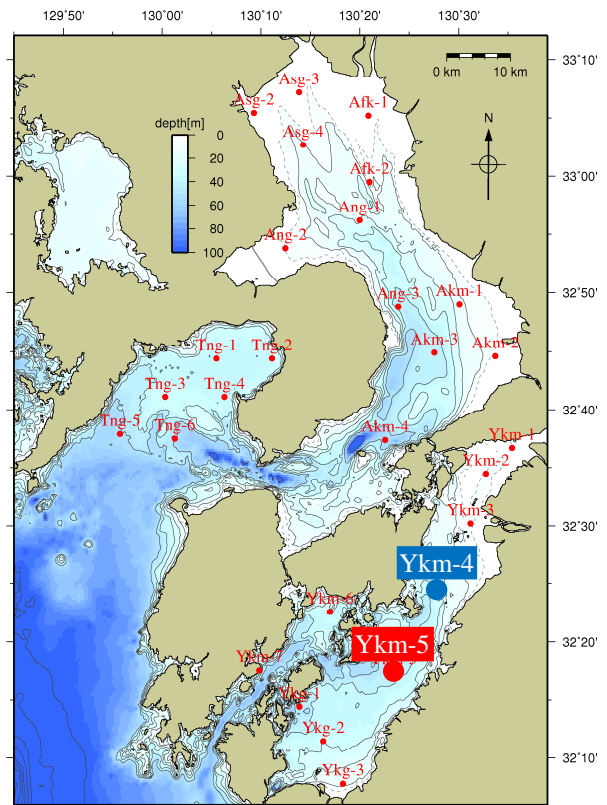 129°50' 130°00' 130°10' 130°20' 130°30'
33°10'
33°00'
32°50'
32°40'
32°30'
32°20'
32°10'
0 km 10 km
N
depth[m]
0
20
40
60
80
100
Asg-3
Asg-2
Afk-1
Asg-4
Afk-2
Ang-1
Ang-2
Ang-3
Akm-1
Akm-3
Akm-2
Tng-1
Tng-2
Tng-3
Tng-4
Tng-5
Tng-6
Akm-4
Ykm-1
Ykm-2
Ykm-3
Ykm-4
Ykm-6
Ykm-5
Ykm-7
Ykg-1
Ykg-2
Ykg-3